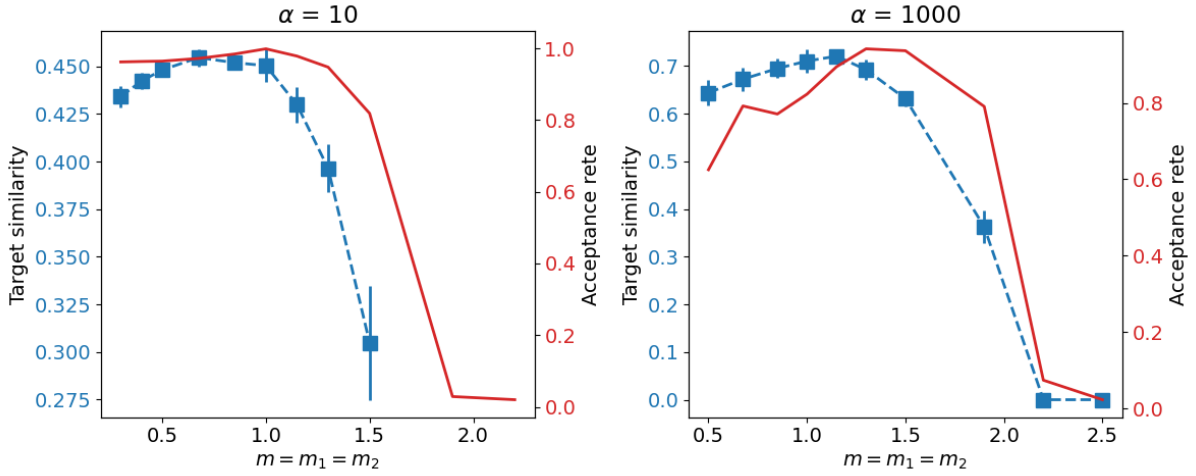 α = 10
Target similarity
0.450
0.425
0.400
0.375
0.350
0.325
0.300
0.275
1.0
0.8
0.6
0.4
0.2
0.0
Acceptance rete
0.5 1.0 1.5 2.0
m = m₁ = m₂
α = 1000
Target similarity
0.7
0.6
0.5
0.4
0.3
0.2
0.1
0.0
0.8
0.6
0.4
0.2
0.0
Acceptance rete
0.5 1.0 1.5 2.0 2.5
m = m₁ = m₂